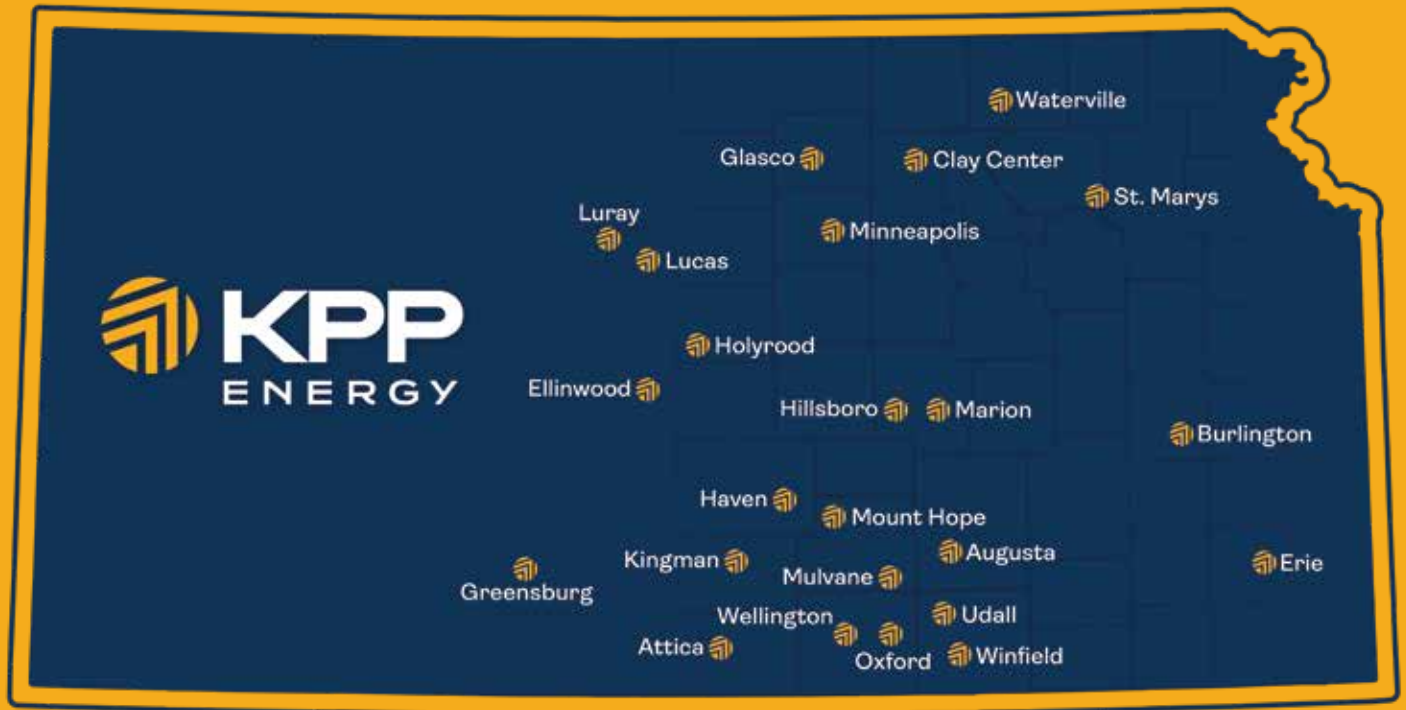 Waterville
Glasco
Clay Center
St. Marys
Luray
Minneapolis
Lucas
KPP
ENERGY
Holyrood
Ellinwood
Hillsboro
Marion
Burlington
Haven
Mount Hope
Augusta
Kingman
Erie
Mulvane
Greensburg
Wellington
Udall
Attica
Oxford
Winfield